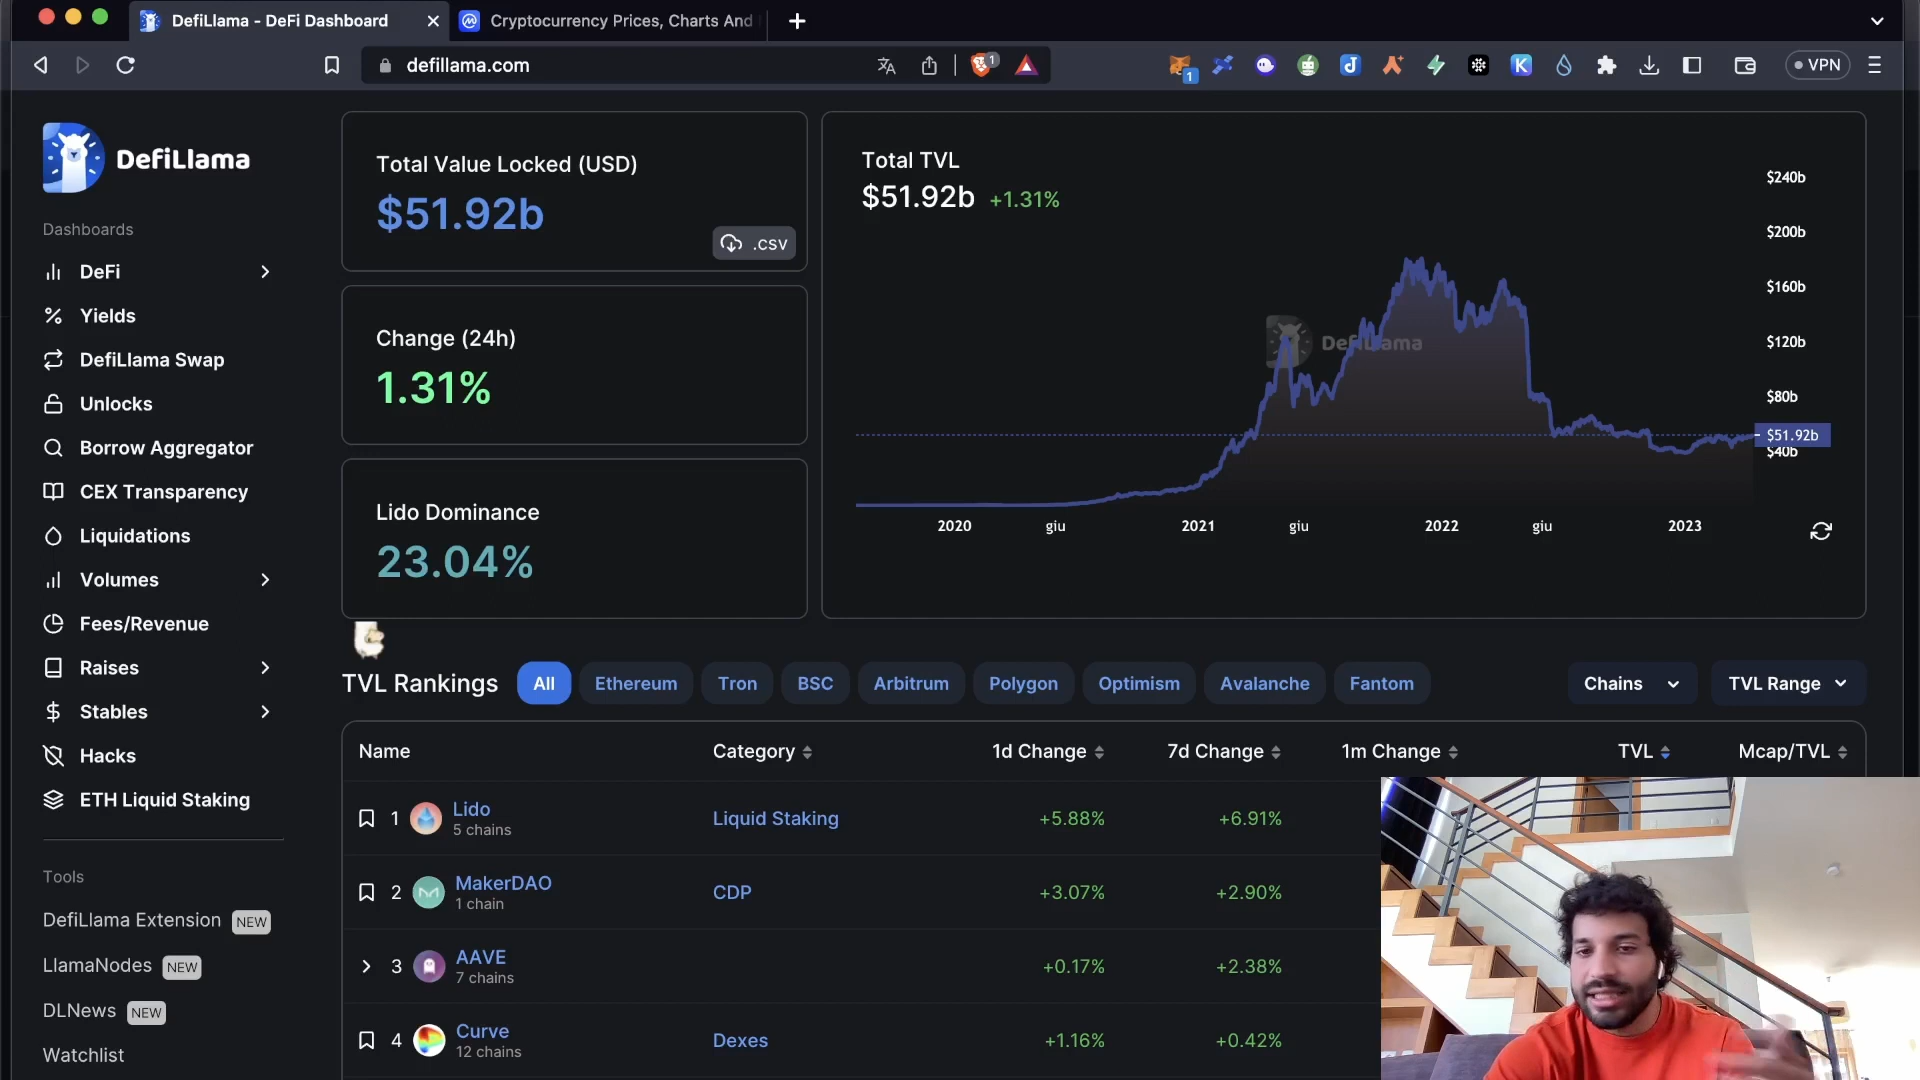 DefiLlama - DeFi Dashboard
Cryptocurrency Prices, Charts And
defillama.com
1
1
VPN
DefiLlama
Dashboards
DeFi
Yields
DefiLlama Swap
Unlocks
Borrow Aggregator
CEX Transparency
Liquidations
Volumes
Fees/Revenue
Raises
Stables
Hacks
ETH Liquid Staking
Tools
DefiLlama Extension NEW
LlamaNodes NEW
DLNews NEW
Watchlist
Total Value Locked (USD)
$51.92b
.csv
Change (24h)
1.31%
Lido Dominance
23.04%
Total TVL
$51.92b +1.31%
$240b
$200b
$160b
$120b
$80b
$51.92b
$40b
DefiLlama
2020 giu 2021 giu 2022 giu 2023
TVL Rankings All Ethereum Tron BSC Arbitrum Polygon Optimism Avalanche Fantom Chains TVL Range
Name Category 1d Change 7d Change 1m Change TVL Mcap/TVL
1 Lido Liquid Staking +5.88% +6.91%
5 chains
2 MakerDAO CDP +3.07% +2.90%
1 chain
3 AAVE +0.17% +2.38%
7 chains
4 Curve Dexes +1.16% +0.42%
12 chains